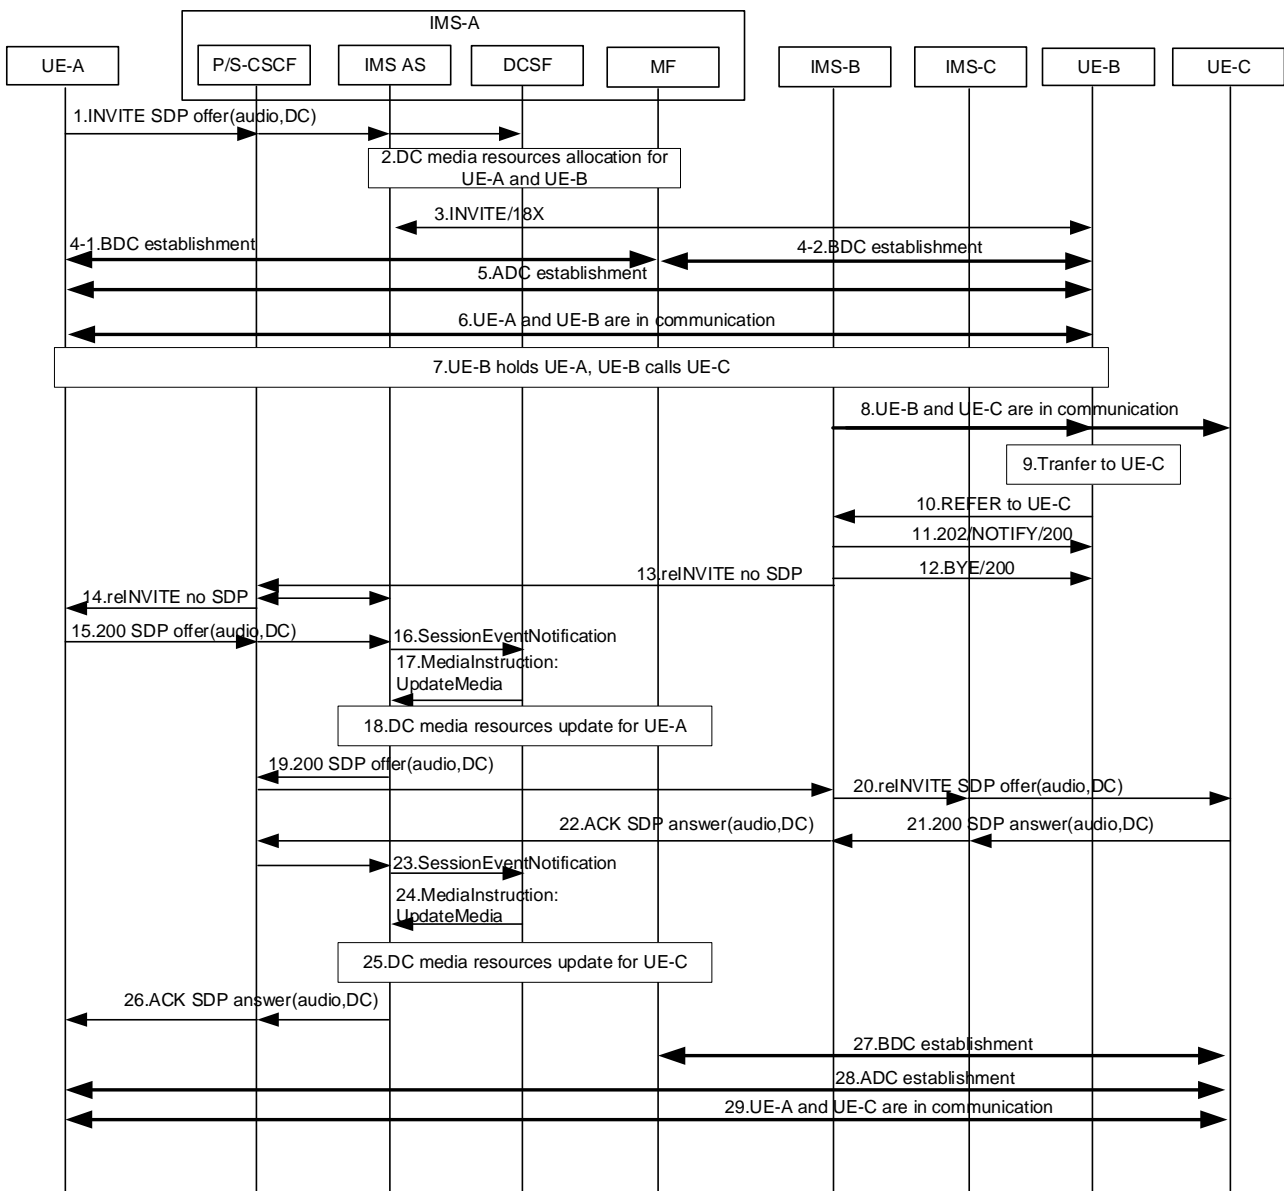 IMS-A
UE-A
P/S-CSCF
IMS AS
DCSF
MF
IMS-B
IMS-C
UE-B
UE-C
1.INVITE SDP offer(audio,DC)
2.DC media resources allocation for
UE-A and UE-B
3.INVITE/18X
4-1.BDC establishment
4-2.BDC establishment
5.ADC establishment
6.UE-A and UE-B are in communication
7.UE-B holds UE-A, UE-B calls UE-C
8.UE-B and UE-C are in communication
9.Tranfer to UE-C
10.REFER to UE-C
11.202/NOTIFY/200
12.BYE/200
13.reINVITE no SDP
14.reINVITE no SDP
15.200 SDP offer(audio,DC)
16.SessionEventNotification
17.MediaInstruction:
UpdateMedia
18.DC media resources update for UE-A
19.200 SDP offer(audio,DC)
20.reINVITE SDP offer(audio,DC)
21.200 SDP answer(audio,DC)
22.ACK SDP answer(audio,DC)
23.SessionEventNotification
24.MediaInstruction:
UpdateMedia
25.DC media resources update for UE-C
26.ACK SDP answer(audio,DC)
27.BDC establishment
28.ADC establishment
29.UE-A and UE-C are in communication